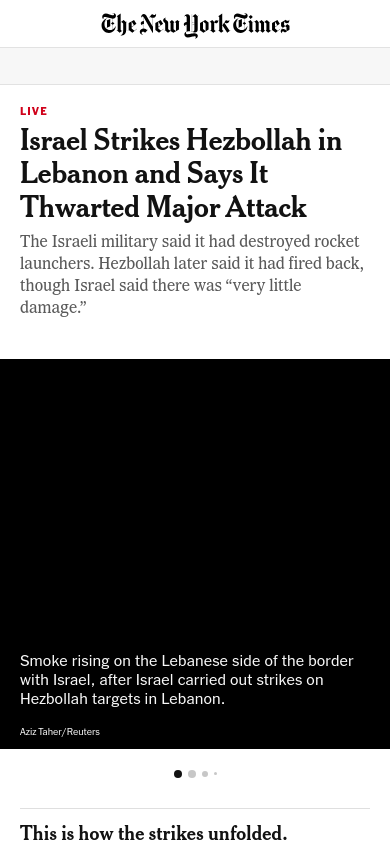 The New York Times
LIVE
Israel Strikes Hezbollah in
Lebanon and Says It
Thwarted Major Attack
The Israeli military said it had destroyed rocket
launchers. Hezbollah later said it had fired back,
though Israel said there was “very little
damage.”
Smoke rising on the Lebanese side of the border
with Israel, after Israel carried out strikes on
Hezbollah targets in Lebanon.
Aziz Taher/Reuters
This is how the strikes unfolded.